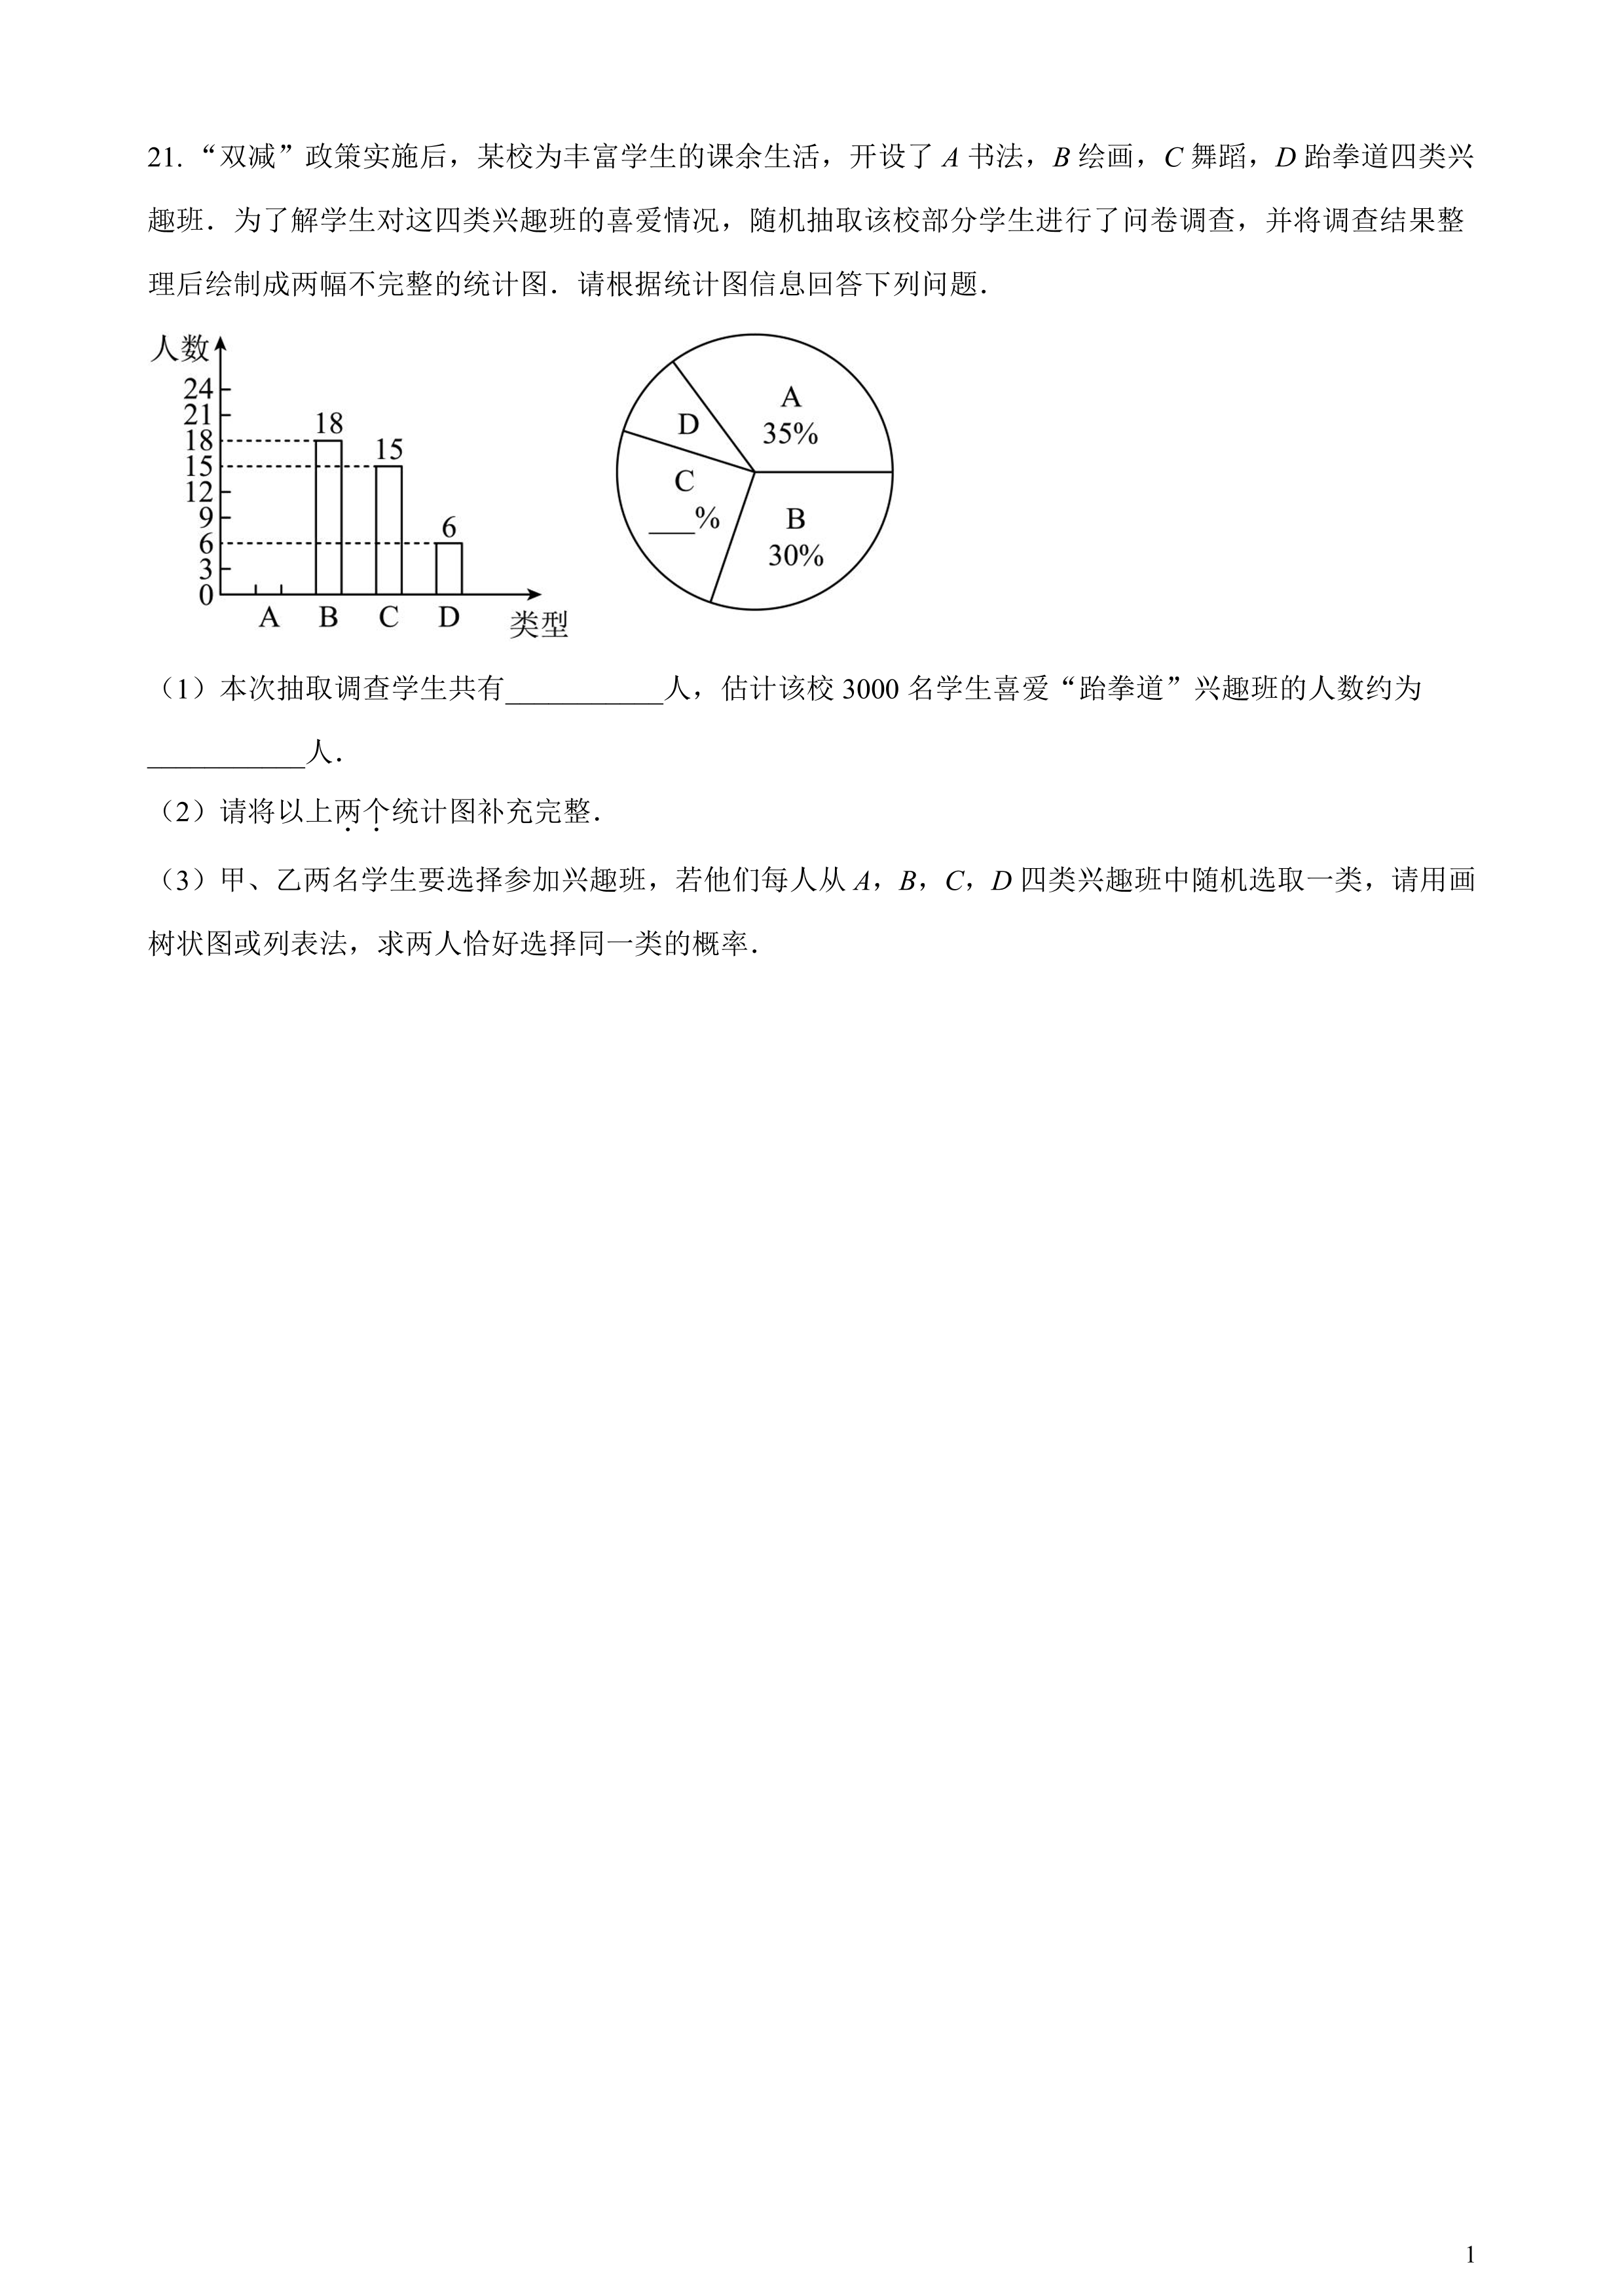 21. “双减”政策实施后，某校为丰富学生的课余生活，开设了 A 书法，B 绘画，C 舞蹈，D 跆拳道四类兴
趣班．为了解学生对这四类兴趣班的喜爱情况，随机抽取该校部分学生进行了问卷调查，并将调查结果整
理后绘制成两幅不完整的统计图．请根据统计图信息回答下列问题．
人数
24
21
18
15
12
9
6
3
0
18
15
6
A B C D
类型
A
35%
D
C
___%
B
30%
（1）本次抽取调查学生共有___________人，估计该校 3000 名学生喜爱“跆拳道”兴趣班的人数约为
___________人．
（2）请将以上两个统计图补充完整．
（3）甲、乙两名学生要选择参加兴趣班，若他们每人从 A，B，C，D 四类兴趣班中随机选取一类，请用画
树状图或列表法，求两人恰好选择同一类的概率．
1